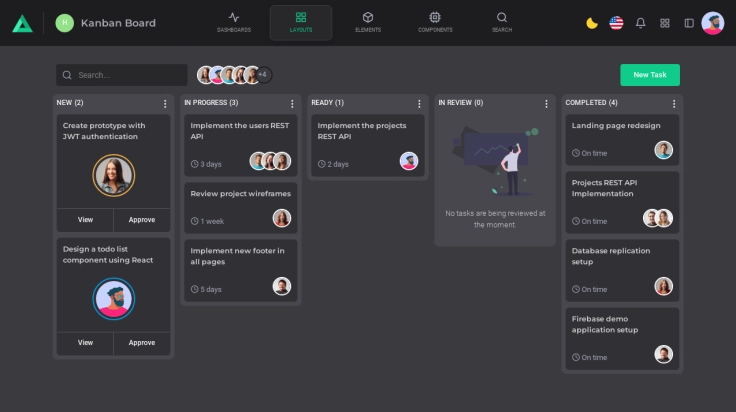 H
Kanban Board
DASHBOARDS
LAYOUTS
ELEMENTS
COMPONENTS
SEARCH
Search...
+4
New Task
NEW (2)
Create prototype with
JWT authentication
View
Approve
Design a todo list
component using React
View
Approve
IN PROGRESS (3)
Implement the users REST
API
3 days
Review project wireframes
1 week
Implement new footer in
all pages
5 days
READY (1)
Implement the projects
REST API
2 days
IN REVIEW (0)
No tasks are being reviewed at
the moment.
COMPLETED (4)
Landing page redesign
On time
Projects REST API
Implementation
On time
Database replication
setup
On time
Firebase demo
application setup
On time